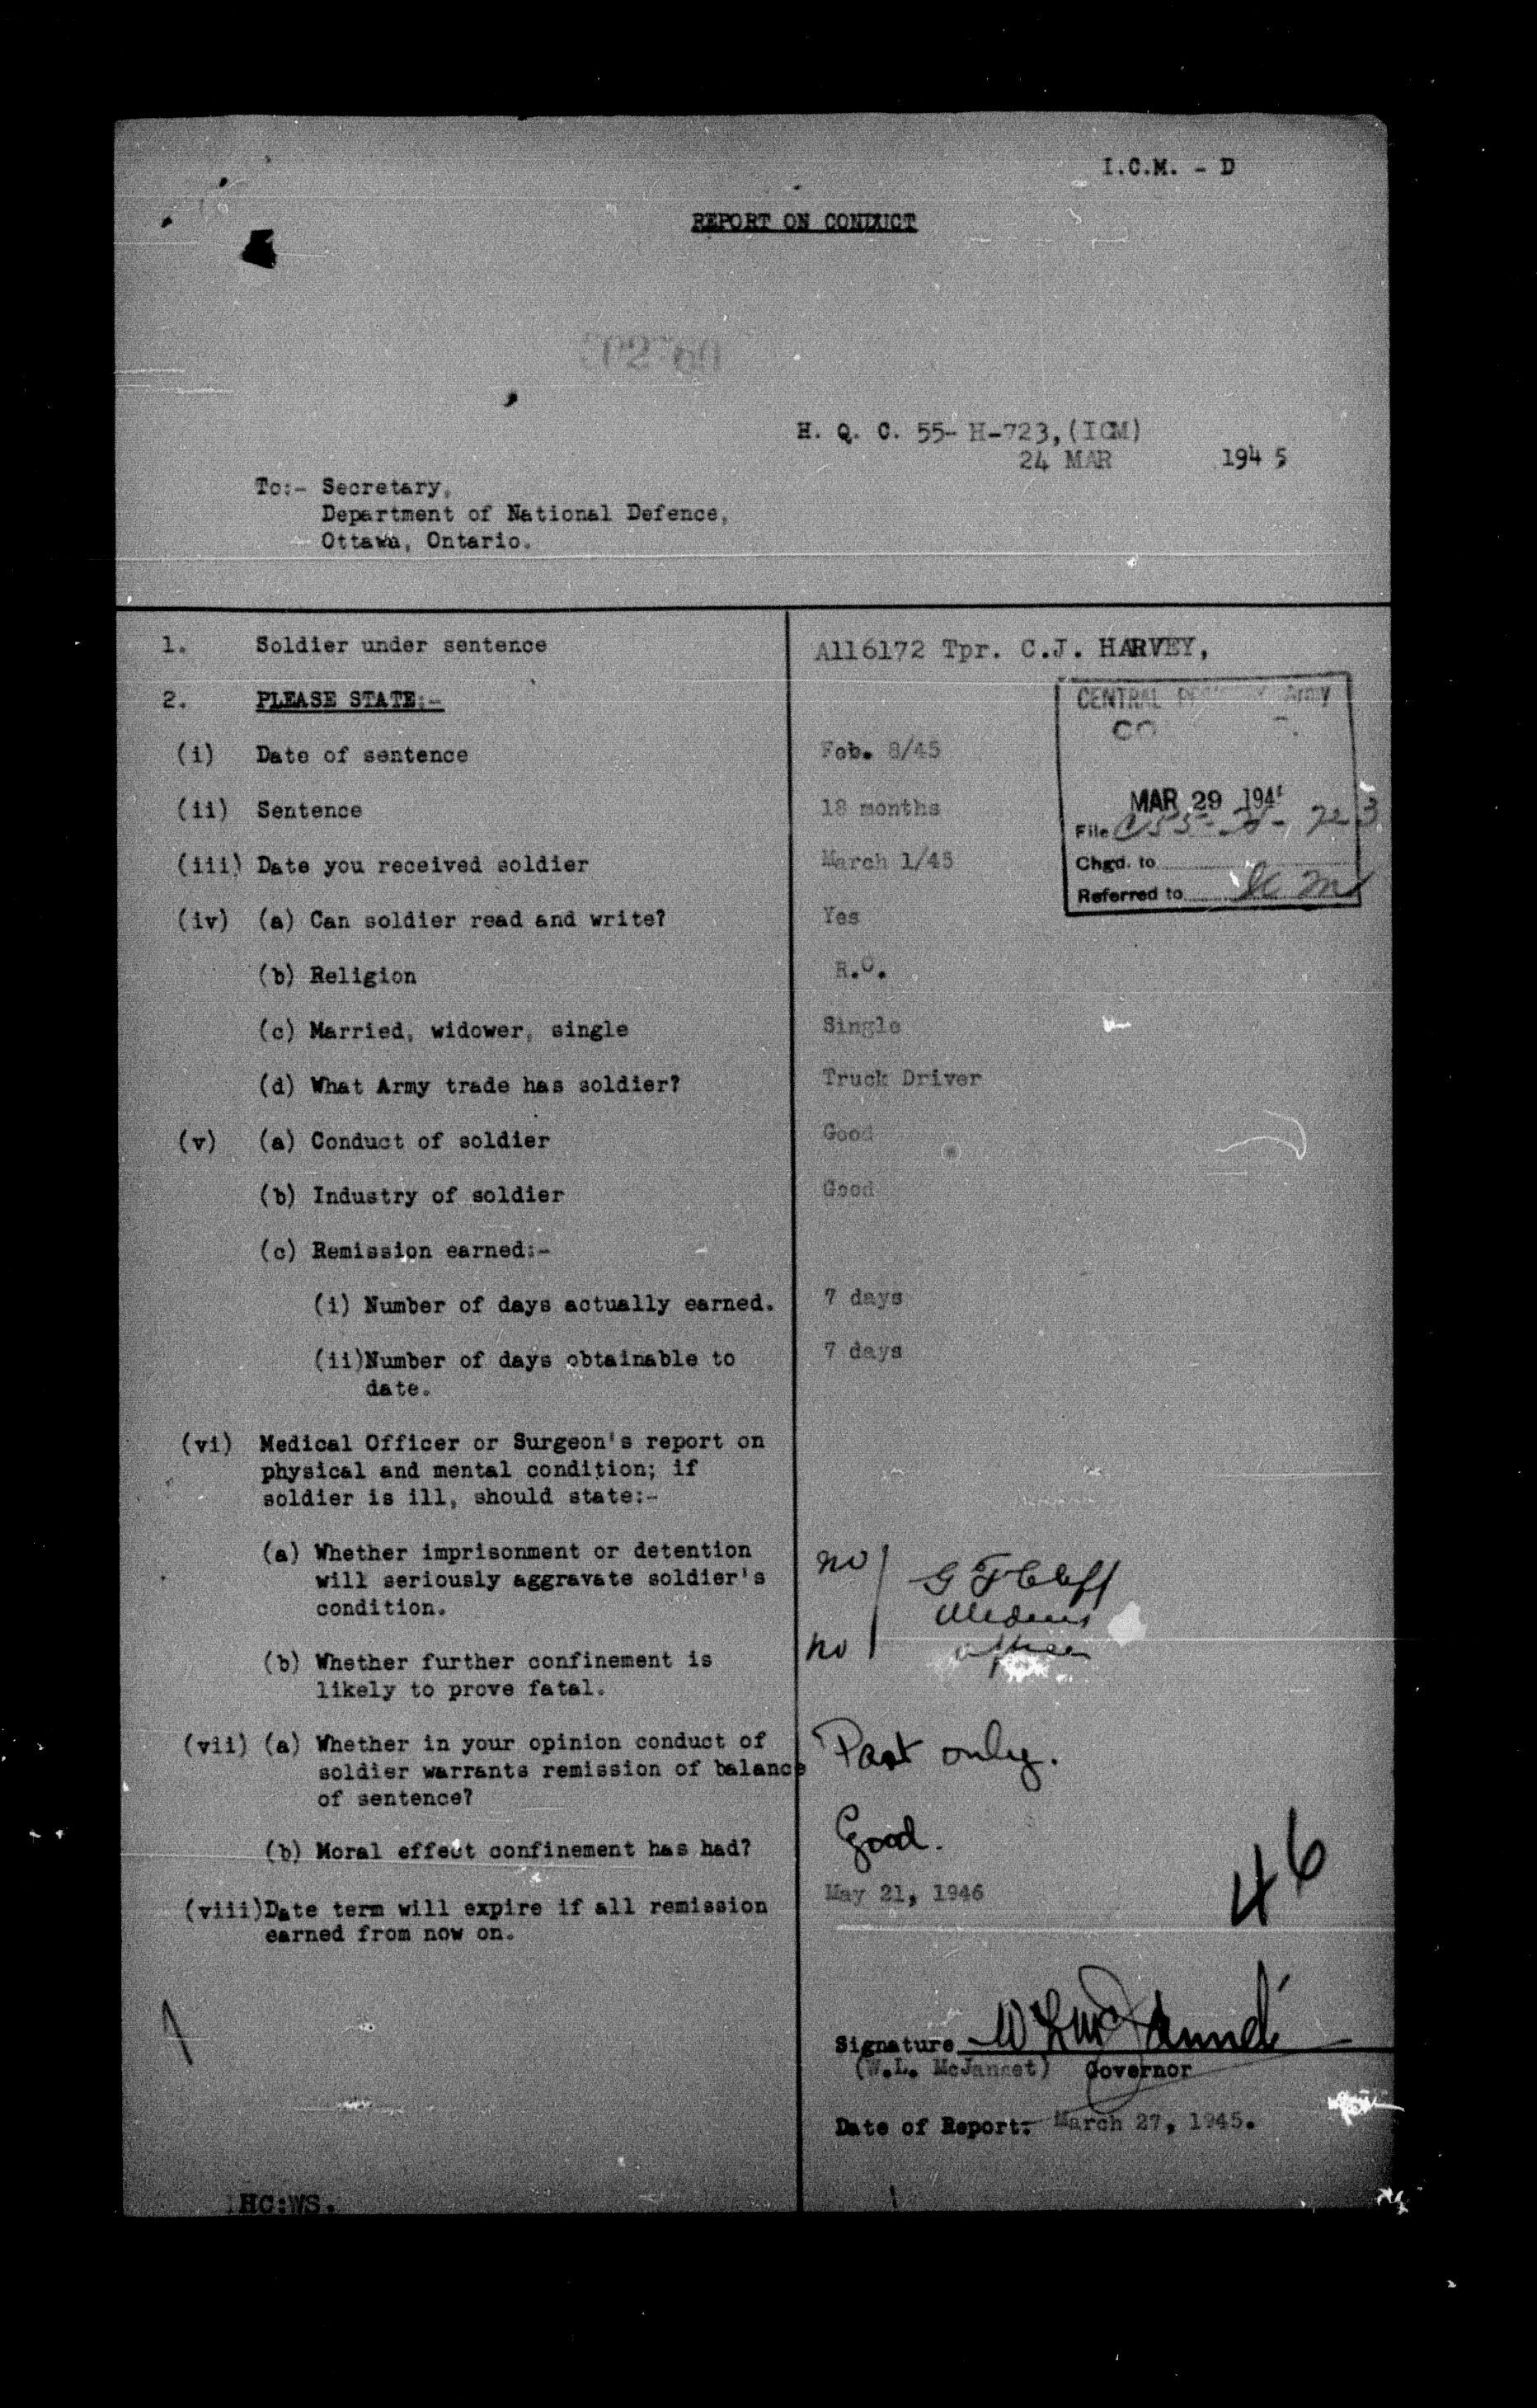 I.C.M. - D
REPORT ON CONDUCT
H. Q. C. 55- H-723, (ICM)
24 MAR 194 5
To:- Secretary,
Department of National Defence,
Ottawa, Ontario.
1. Soldier under sentence A116172 Tpr. C.J. HARVEY,
2. PLEASE STATE:-
CENTRAL Army
(i) Date of sentence Feb. 8/45
(ii) Sentence 18 months
MAR 29 194
File C55-H-723
(iii) Date you received soldier March 1/45
Chgd. to
Referred to
(iv) (a) Can soldier read and write? Yes
(b) Religion R.C.
(c) Married, widower, single Single
(d) What Army trade has soldier? Truck Driver
(v) (a) Conduct of soldier Good
(b) Industry of soldier Good
(c) Remission earned:-
(i) Number of days actually earned. 7 days
(ii) Number of days obtainable to 7 days
date.
(vi) Medical Officer or Surgeon's report on
physical and mental condition; if
soldier is ill, should state:-
(a) Whether imprisonment or detention no
will seriously aggravate soldier's
condition.
(b) Whether further confinement is no
likely to prove fatal.
(vii) (a) Whether in your opinion conduct of Part only.
soldier warrants remission of balance
of sentence?
(b) Moral effect confinement has had? Good.
46
(viii) Date term will expire if all remission May 21, 1946
earned from now on.
Signature
(W.L. McJannet) Governor
Date of Report:- March 27, 1945.
HC:WS.